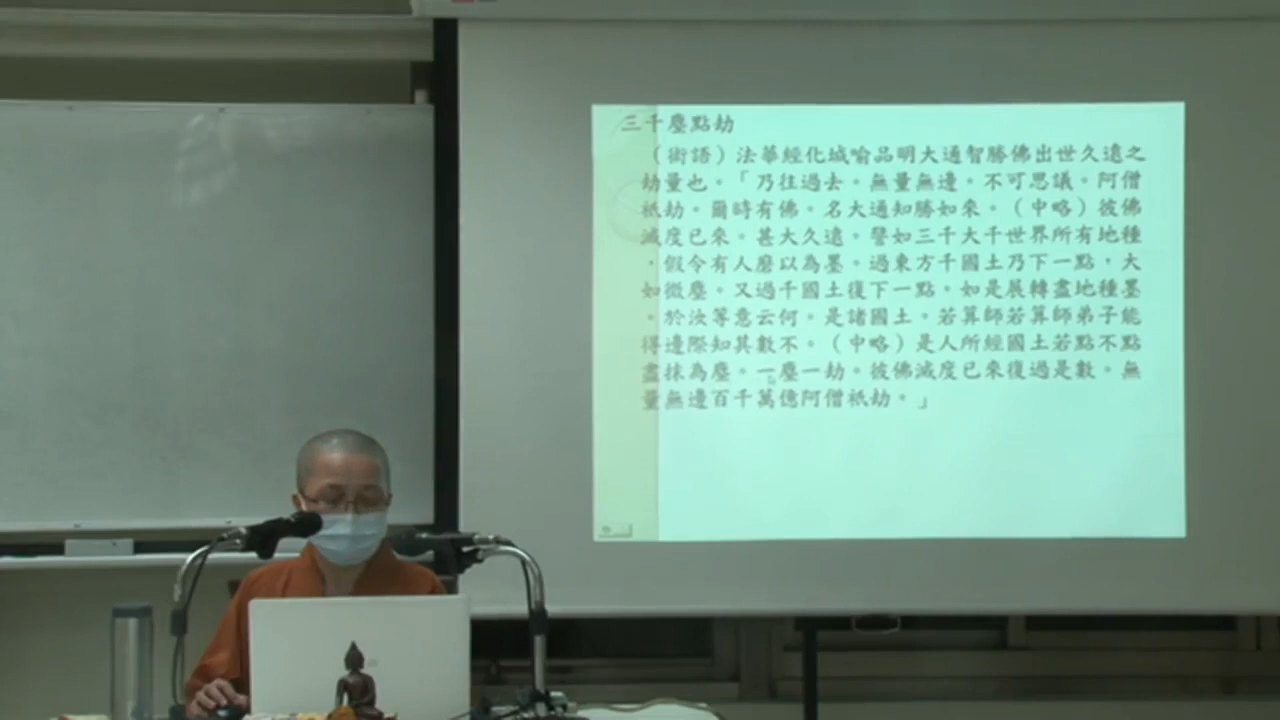 三千塵點劫
（術語）法華經化城喻品明大通智勝佛出世久遠之
劫量也。「乃往過去。無量無邊。不可思議。阿僧
祇劫。爾時有佛。名大通知勝如來。（中略）彼佛
滅度已來。甚大久遠。譬如三千大千世界所有地種
，假令有人磨以為墨。過東方千國土乃下一點，大
如微塵。又過千國土復下一點。如是展轉盡地種墨
。於汝等意云何。是諸國土。若算師若算師弟子能
得邊際知其數不。（中略）是人所經國土若點不點
盡抹為塵。一塵一劫。彼佛滅度已來復過是數。無
量無邊百千萬億阿僧祇劫。」